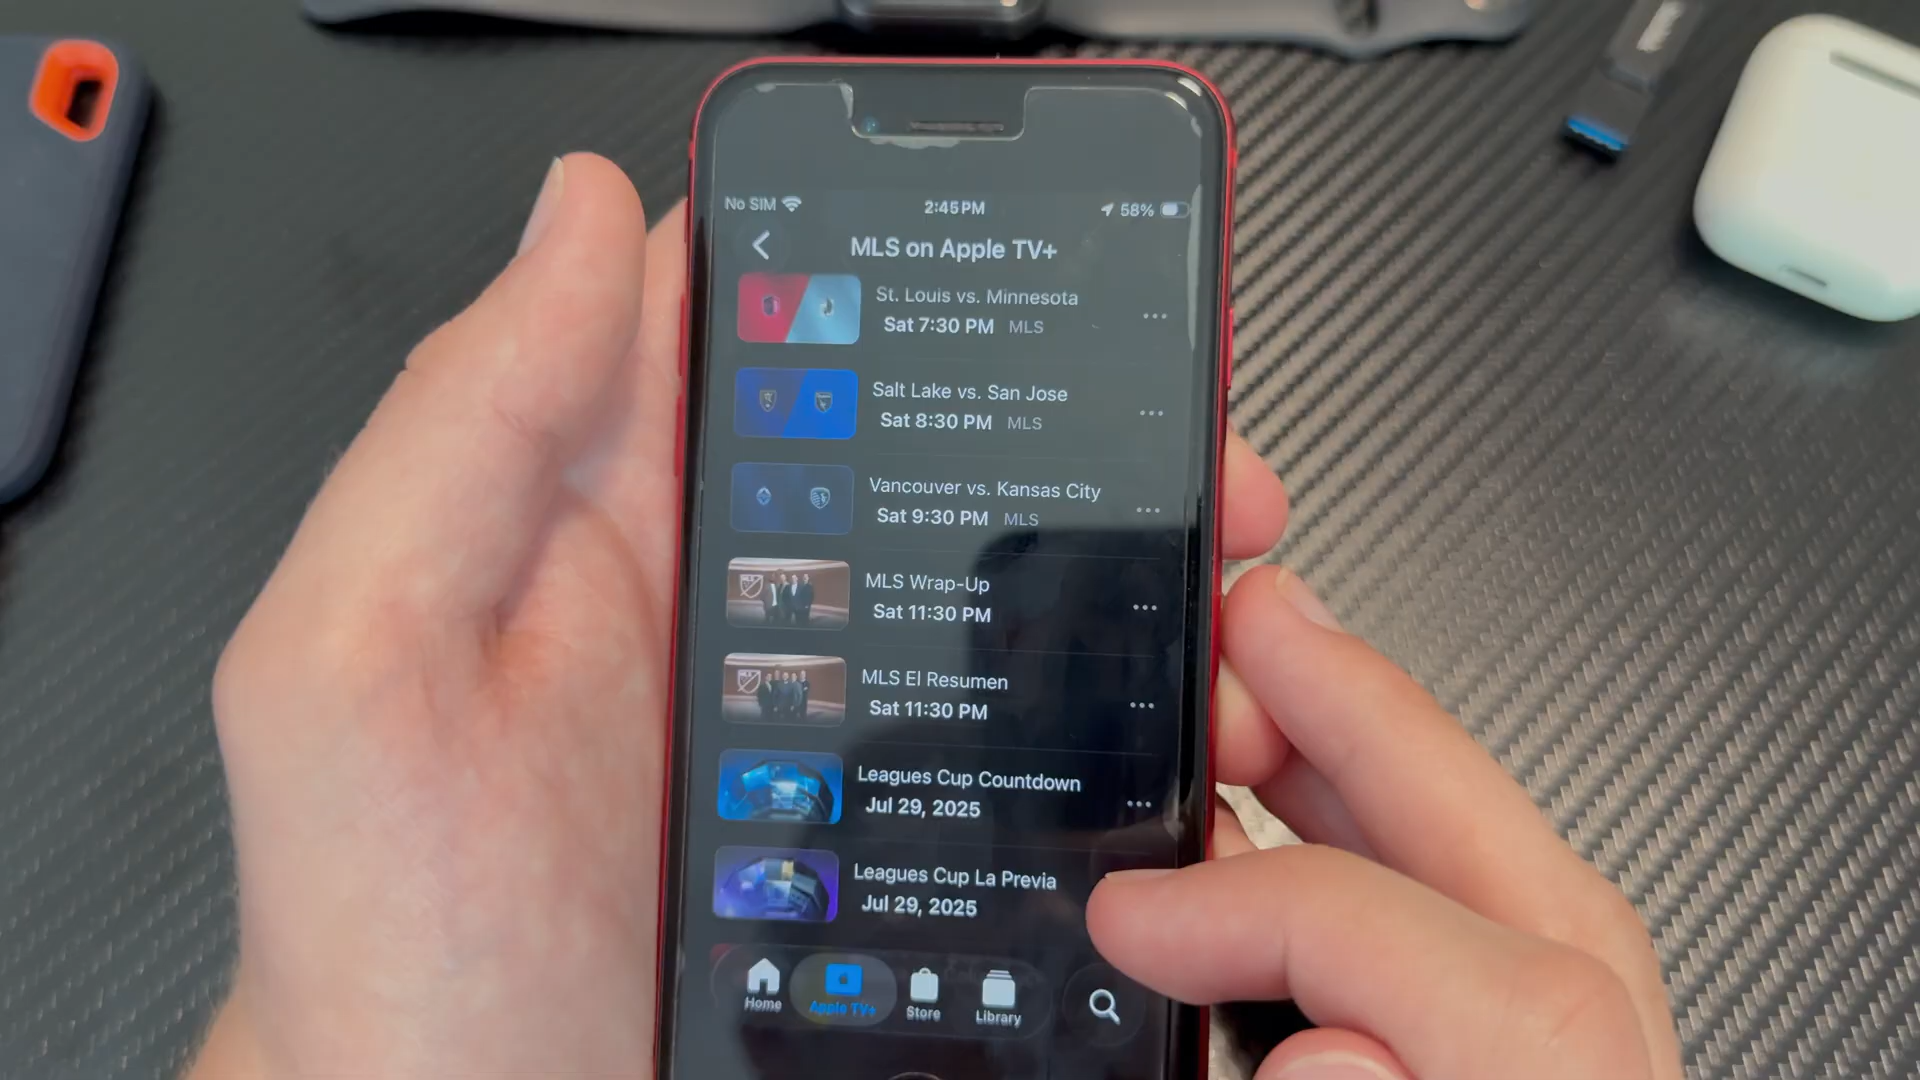 No SIM 2:45 PM 58%
MLS on Apple TV+
St. Louis vs. Minnesota
Sat 7:30 PM MLS
Salt Lake vs. San Jose
Sat 8:30 PM MLS
Vancouver vs. Kansas City
Sat 9:30 PM MLS
MLS Wrap-Up
Sat 11:30 PM
MLS El Resumen
Sat 11:30 PM
Leagues Cup Countdown
Jul 29, 2025
Leagues Cup La Previa
Jul 29, 2025
Home Apple TV+ Store Library